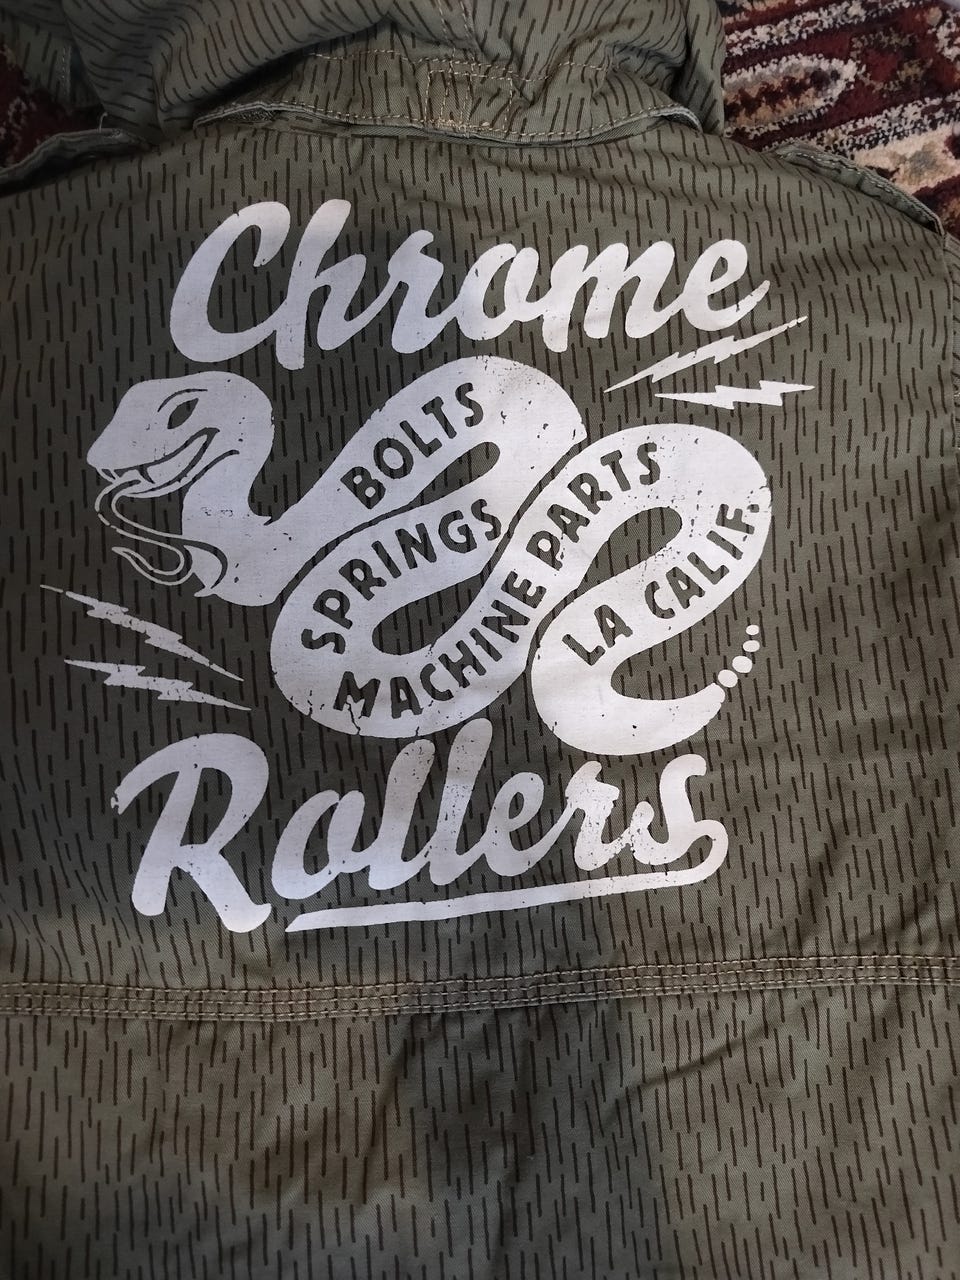 Chrome
BOLTS
SPRINGS
MACHINE PARTS
LA CALIF.
Rollers